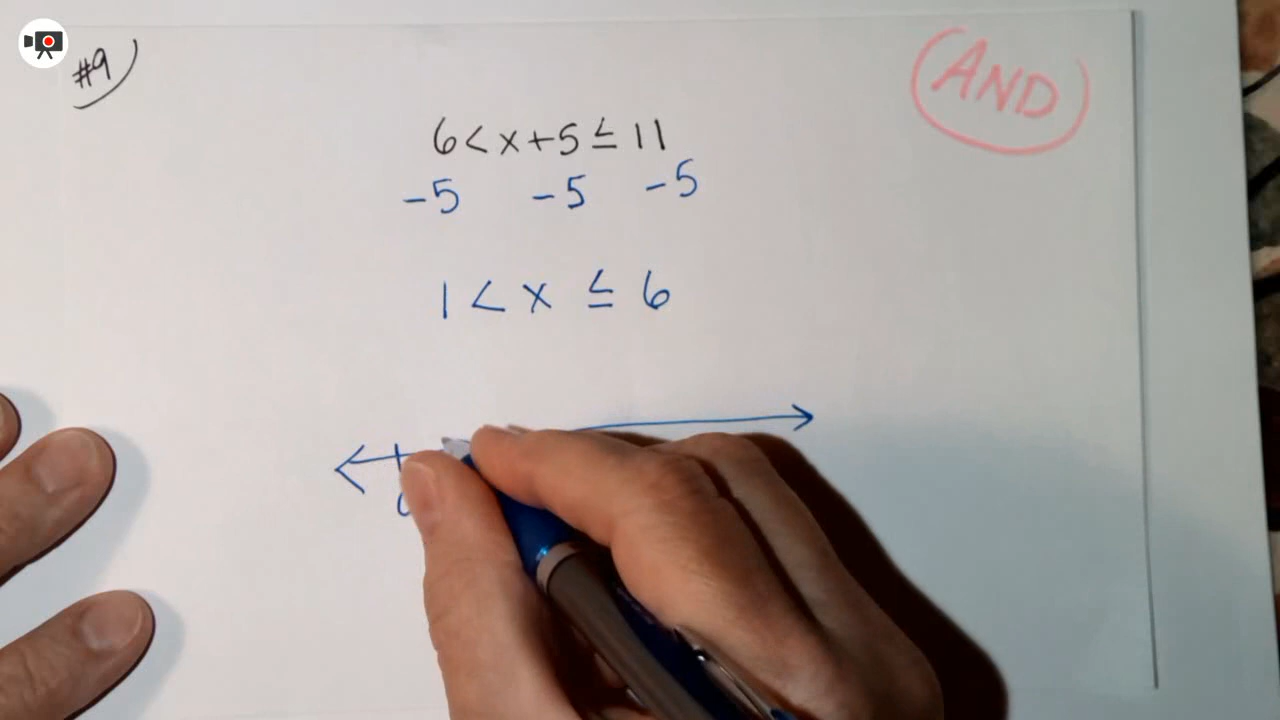 #9
AND
6 < x + 5 ≤ 11
-5 -5 -5
1 < x ≤ 6